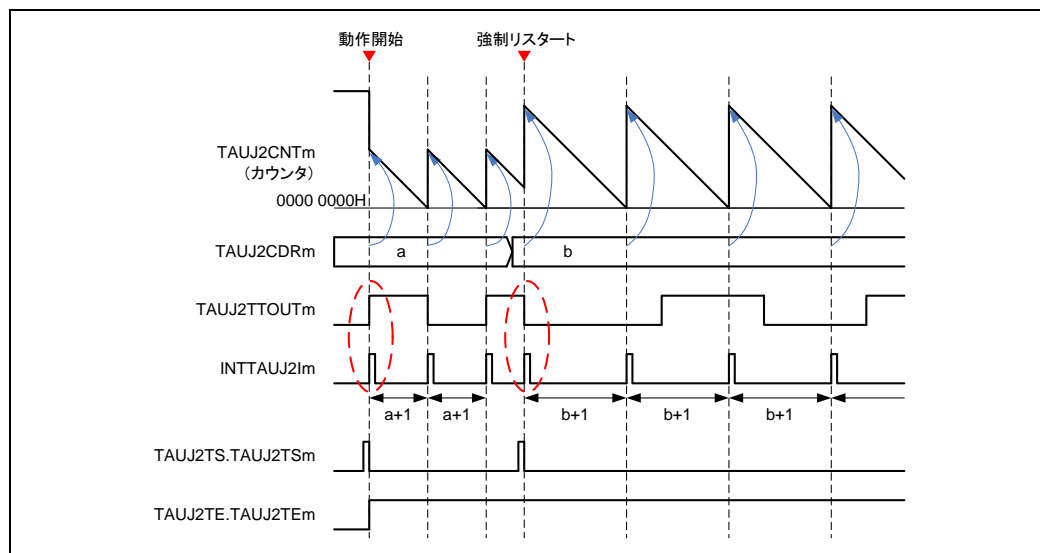 動作開始 強制リスタート
TAUJ2CNTm
(カウンタ)
0000 0000H
TAUJ2CDRm a b
TAUJ2TTOUTm
INTTAUJ2Im
a+1 a+1 b+1 b+1 b+1
TAUJ2TS.TAUJ2TSm
TAUJ2TE.TAUJ2TEm